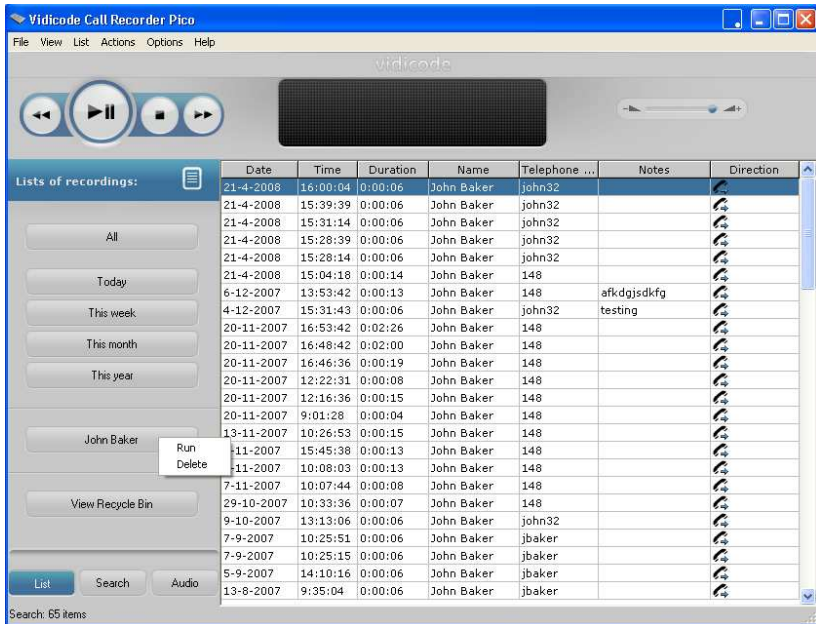 Vidicode Call Recorder Pico
File View List Actions Options Help
vidicode
Lists of recordings:
All
Today
This week
This month
This year
John Baker
Run
Delete
View Recycle Bin
List Search Audio
Date Time Duration Name Telephone ... Notes Direction
21-4-2008 16:00:04 0:00:06 John Baker john32
21-4-2008 15:39:39 0:00:06 John Baker john32
21-4-2008 15:31:14 0:00:06 John Baker john32
21-4-2008 15:28:39 0:00:06 John Baker john32
21-4-2008 15:28:14 0:00:06 John Baker john32
21-4-2008 15:04:18 0:00:14 John Baker 148
6-12-2007 13:53:42 0:00:13 John Baker 148 afkdgjsdkfg
4-12-2007 15:31:43 0:00:06 John Baker john32 testing
20-11-2007 16:53:42 0:02:26 John Baker 148
20-11-2007 16:48:42 0:02:00 John Baker 148
20-11-2007 16:46:36 0:00:19 John Baker 148
20-11-2007 12:22:31 0:00:08 John Baker 148
20-11-2007 12:16:36 0:00:15 John Baker 148
20-11-2007 9:01:28 0:00:04 John Baker 148
13-11-2007 10:26:53 0:00:15 John Baker 148
-11-2007 15:45:38 0:00:13 John Baker 148
-11-2007 10:08:03 0:00:13 John Baker 148
7-11-2007 10:07:44 0:00:08 John Baker 148
29-10-2007 10:33:36 0:00:07 John Baker 148
9-10-2007 13:13:06 0:00:06 John Baker john32
7-9-2007 10:25:51 0:00:06 John Baker jbaker
7-9-2007 10:25:15 0:00:06 John Baker jbaker
5-9-2007 14:10:16 0:00:06 John Baker jbaker
13-8-2007 9:35:04 0:00:06 John Baker jbaker
Search: 65 items